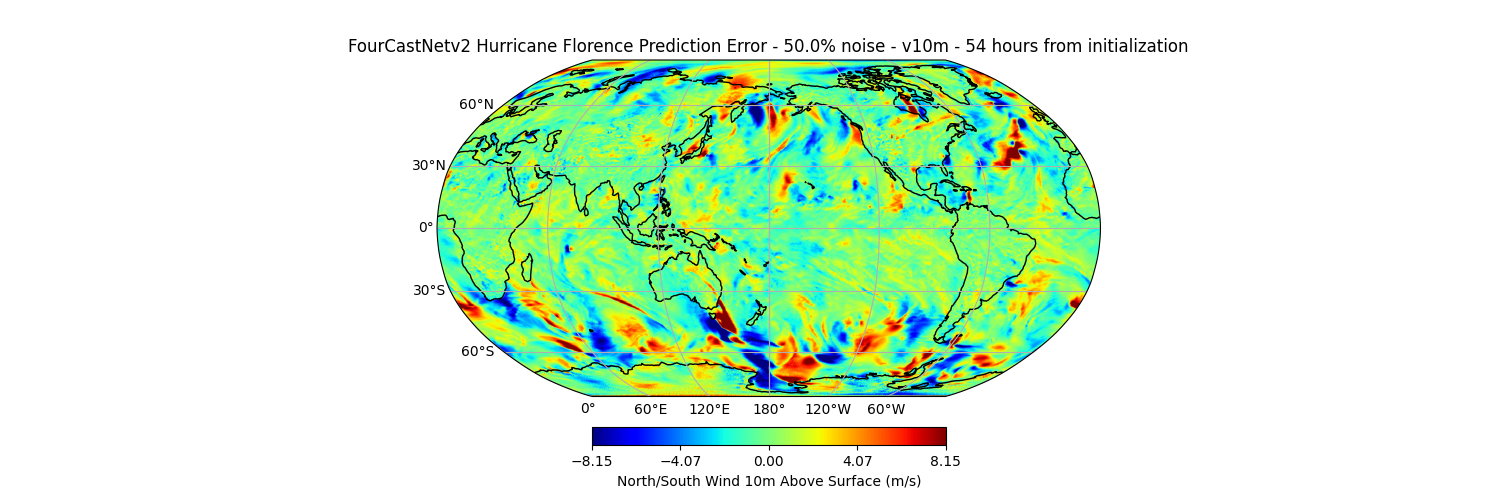 FourCastNetv2 Hurricane Florence Prediction Error - 50.0% noise - v10m - 54 hours from initialization
60°N
30°N
0°
30°S
60°S
0° 60°E 120°E 180° 120°W 60°W
−8.15 −4.07 0.00 4.07 8.15
North/South Wind 10m Above Surface (m/s)